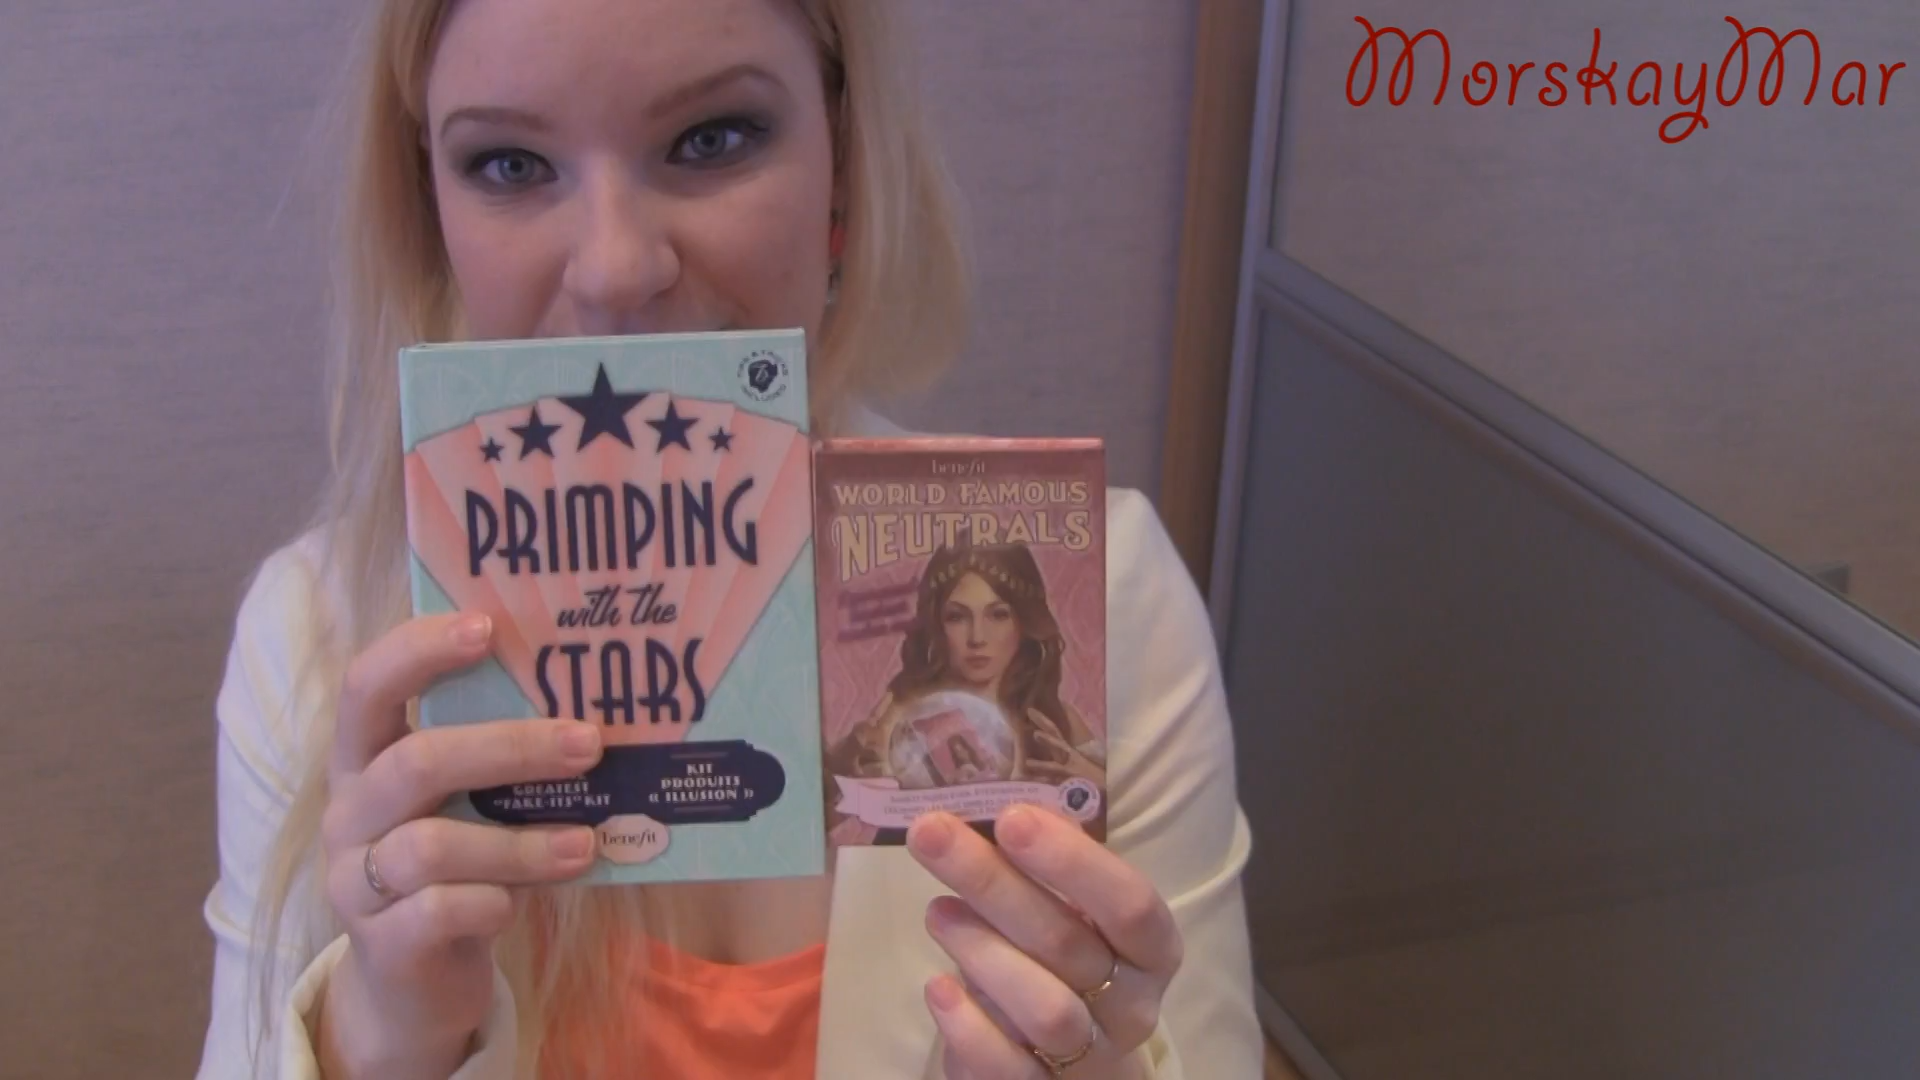 MorskayMar
PRIMPING
with the
STARS
GREATEST
"FAKE-ITS" KIT
KIT
PRODUITS
« ILLUSION »
benefit
benefit
WORLD FAMOUS
NEUTRALS